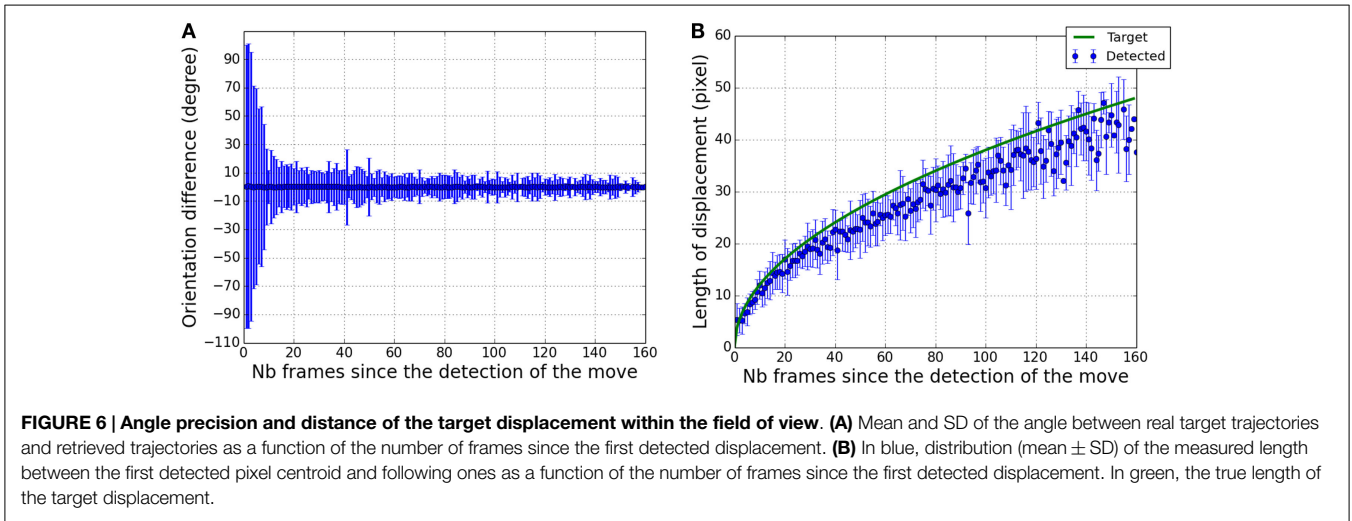 A
Orientation difference (degree)
90
70
50
30
10
−10
−30
−50
−70
−90
−110
0 20 40 60 80 100 120 140 160
Nb frames since the detection of the move
B
Length of displacement (pixel)
60
50
40
30
20
10
0
0 20 40 60 80 100 120 140 160
Nb frames since the detection of the move
Target
Detected
FIGURE 6 | Angle precision and distance of the target displacement within the field of view. (A) Mean and SD of the angle between real target trajectories
and retrieved trajectories as a function of the number of frames since the first detected displacement. (B) In blue, distribution (mean ± SD) of the measured length
between the first detected pixel centroid and following ones as a function of the number of frames since the first detected displacement. In green, the true length of
the target displacement.